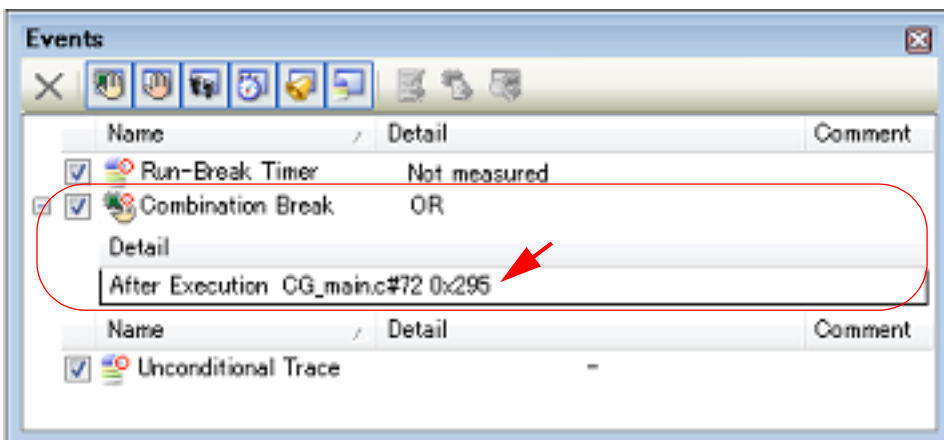 Events
Name Detail Comment
Run-Break Timer Not measured
Combination Break OR
Detail
After Execution CG_main.c#72 0x295
Name Detail Comment
Unconditional Trace -